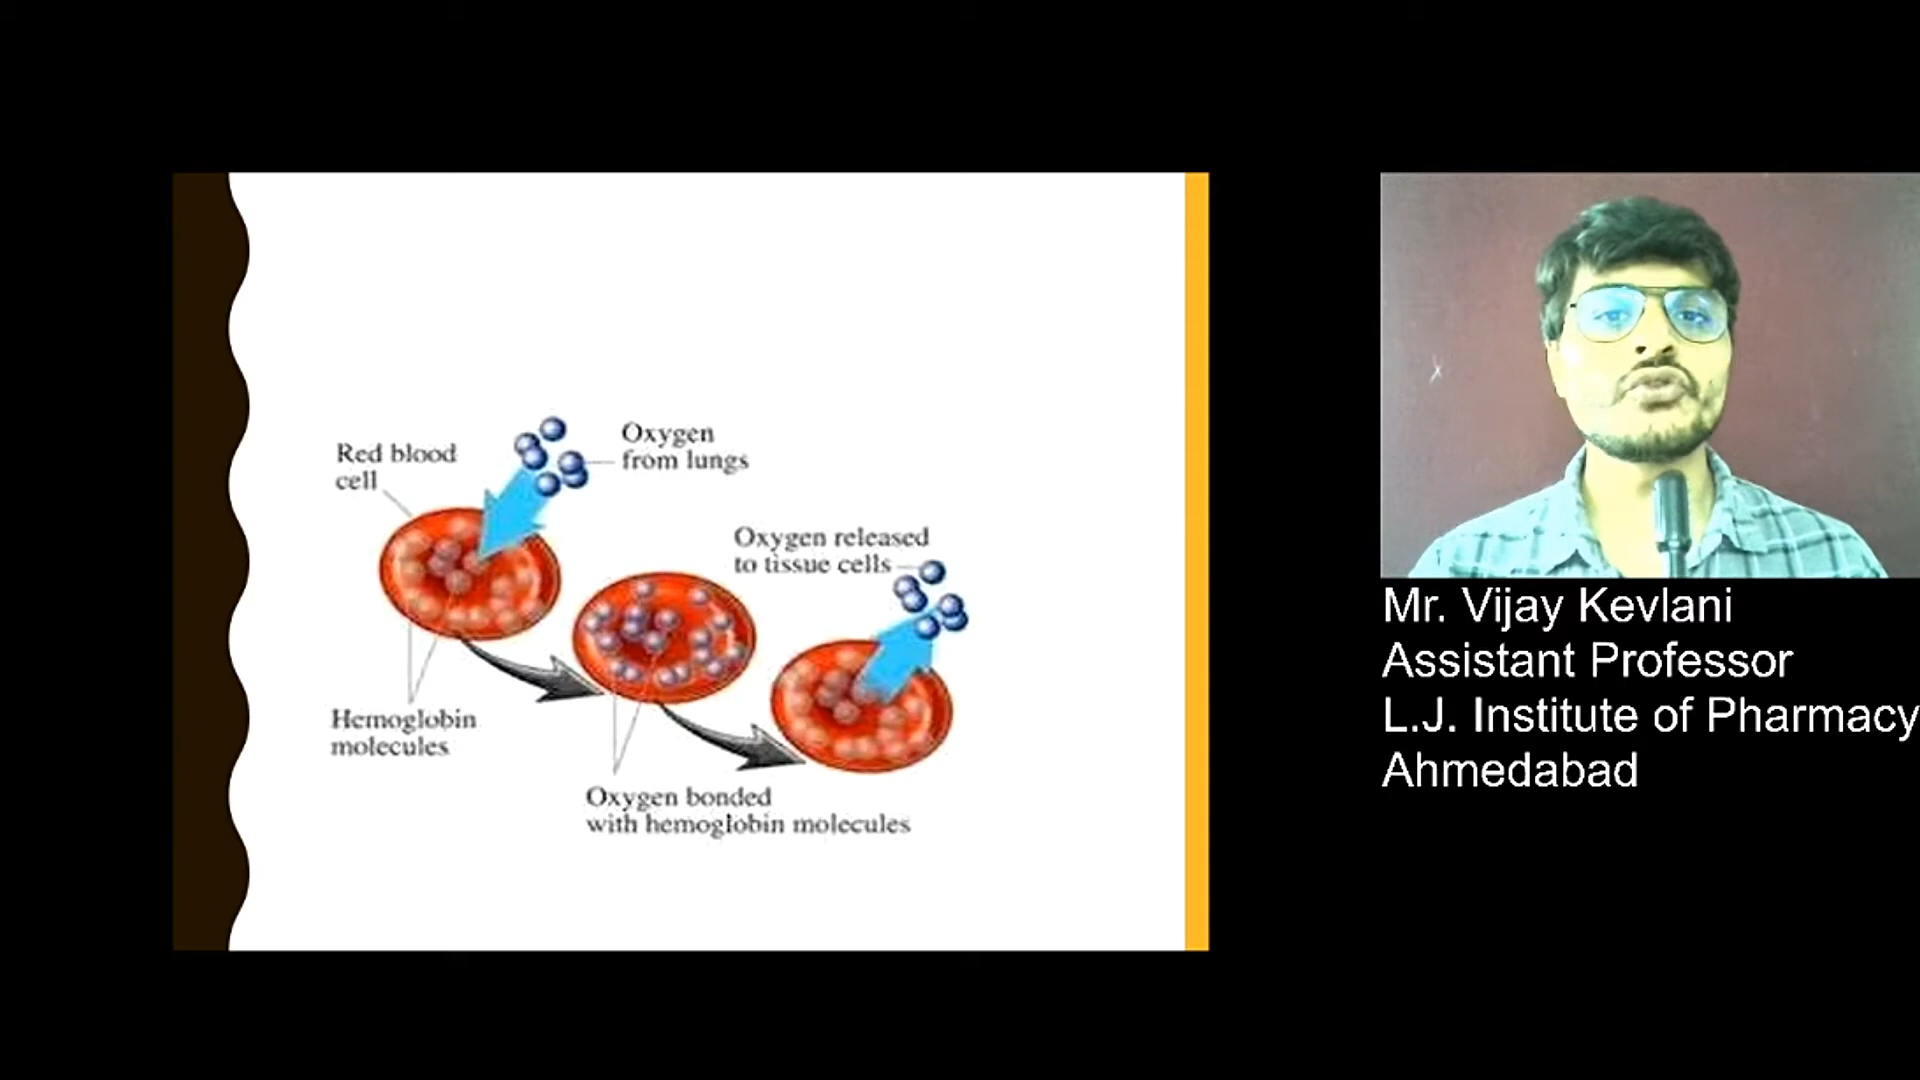 Red blood
cell
Oxygen
from lungs
Oxygen released
to tissue cells
Hemoglobin
molecules
Oxygen bonded
with hemoglobin molecules
Mr. Vijay Kevlani
Assistant Professor
L.J. Institute of Pharmacy
Ahmedabad